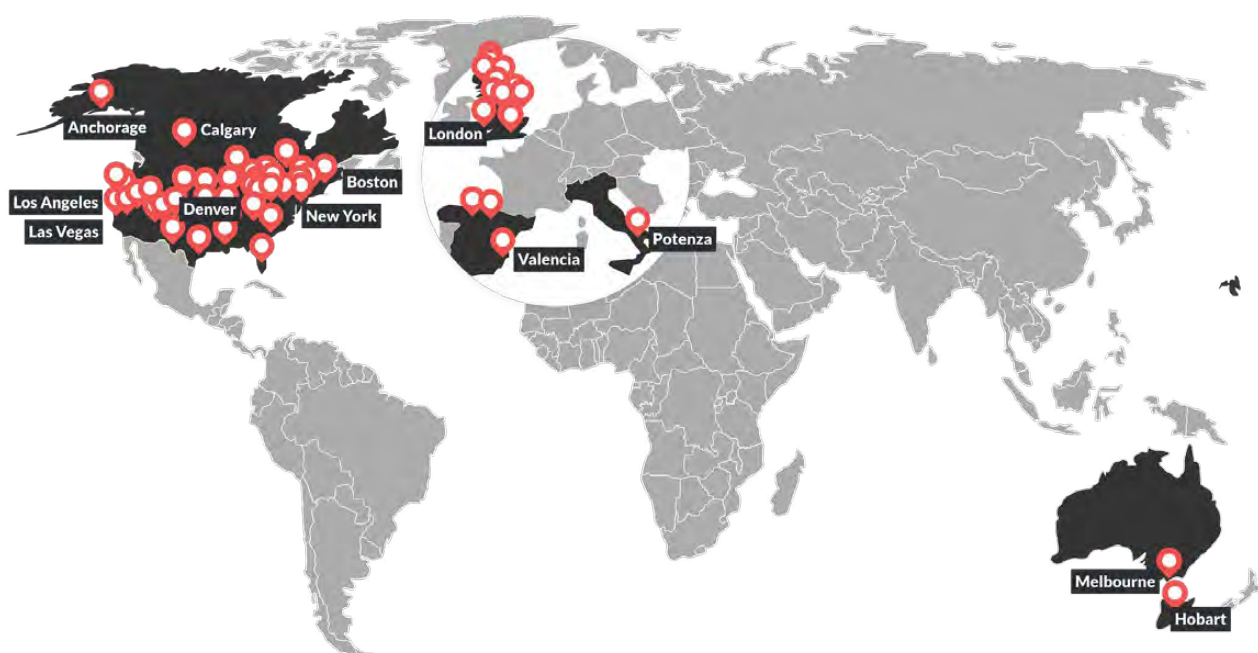 Anchorage
Calgary
London
Los Angeles
Boston
Denver
New York
Las Vegas
Potenza
Valencia
Melbourne
Hobart